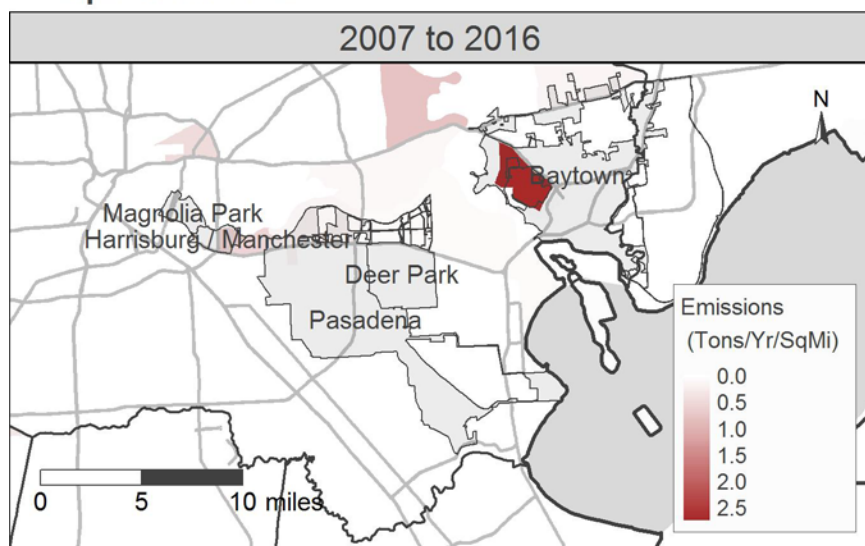 2007 to 2016
N
Baytown
Magnolia Park
Harrisburg Manchester
Deer Park
Pasadena
Emissions
(Tons/Yr/SqMi)
0.0
0.5
1.0
1.5
2.0
2.5
0 5 10 miles